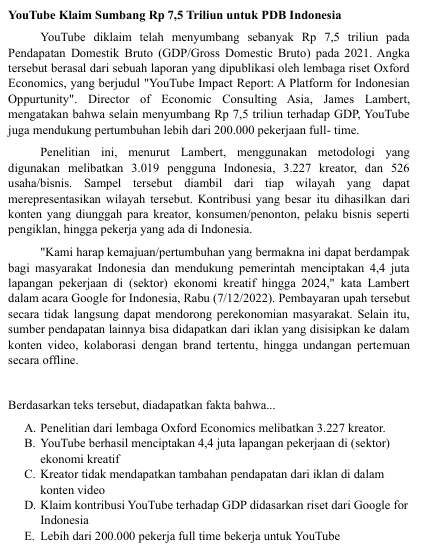 YouTube Klaim Sumbang Rp 7,5 Triliun untuk PDB Indonesia
YouTube diklaim telah menyumbang sebanyak Rp 7,5 triliun pada
Pendapatan Domestik Bruto (GDP/Gross Domestic Bruto) pada 2021. Angka
tersebut berasal dari sebuah laporan yang dipublikasi oleh lembaga riset Oxford
Economics, yang berjudul "YouTube Impact Report: A Platform for Indonesian
Oppurtunity". Director of Economic Consulting Asia, James Lambert,
mengatakan bahwa selain menyumbang Rp 7,5 triliun terhadap GDP, YouTube
juga mendukung pertumbuhan lebih dari 200.000 pekerjaan full- time.
Penelitian ini, menurut Lambert, menggunakan metodologi yang
digunakan melibatkan 3.019 pengguna Indonesia, 3.227 kreator, dan 526
usaha/bisnis. Sampel tersebut diambil dari tiap wilayah yang dapat
merepresentasikan wilayah tersebut. Kontribusi yang besar itu dihasilkan dari
konten yang diunggah para kreator, konsumen/penonton, pelaku bisnis seperti
pengiklan, hingga pekerja yang ada di Indonesia.
"Kami harap kemajuan/pertumbuhan yang bermakna ini dapat berdampak
bagi masyarakat Indonesia dan mendukung pemerintah menciptakan 4,4 juta
lapangan pekerjaan di (sektor) ekonomi kreatif hingga 2024," kata Lambert
dalam acara Google for Indonesia, Rabu (7/12/2022). Pembayaran upah tersebut
secara tidak langsung dapat mendorong perekonomian masyarakat. Selain itu,
sumber pendapatan lainnya bisa didapatkan dari iklan yang disisipkan ke dalam
konten video, kolaborasi dengan brand tertentu, hingga undangan pertemuan
secara offline.
Berdasarkan teks tersebut, diadapatkan fakta bahwa...
A. Penelitian dari lembaga Oxford Economics melibatkan 3.227 kreator.
B. YouTube berhasil menciptakan 4,4 juta lapangan pekerjaan di (sektor)
ekonomi kreatif
C. Kreator tidak mendapatkan tambahan pendapatan dari iklan di dalam
konten video
D. Klaim kontribusi YouTube terhadap GDP didasarkan riset dari Google for
Indonesia
E. Lebih dari 200.000 pekerja full time bekerja untuk YouTube